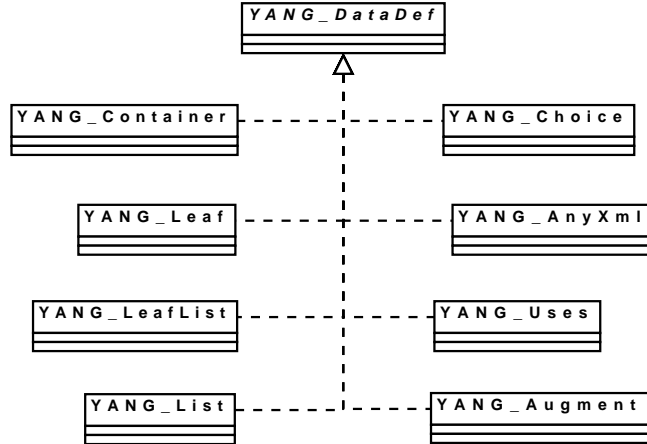 YANG_DataDef
YANG_Container
YANG_Choice
YANG_Leaf
YANG_AnyXml
YANG_LeafList
YANG_Uses
YANG_List
YANG_Augment